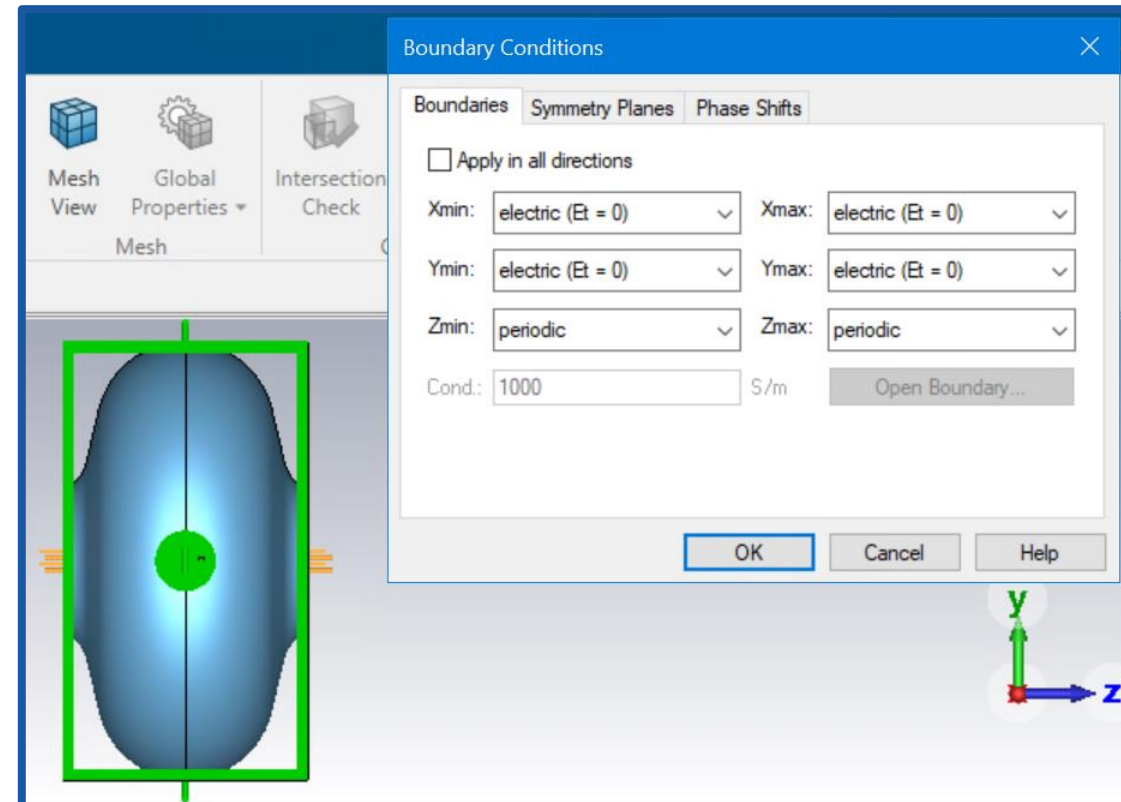 Boundary Conditions
Boundaries Symmetry Planes Phase Shifts
Apply in all directions
Xmin: electric (Et = 0) Xmax: electric (Et = 0)
Ymin: electric (Et = 0) Ymax: electric (Et = 0)
Zmin: periodic Zmax: periodic
Cond.: 1000 S/m Open Boundary...
OK Cancel Help
Mesh View
Global Properties
Intersection Check
Mesh
y
z